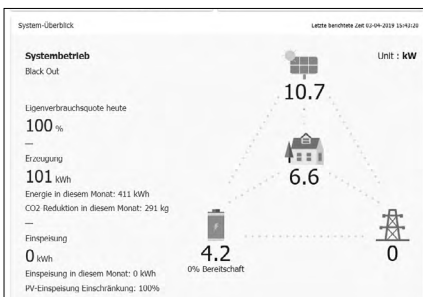 System-Überblick
Letzte berichtete Zeit 03-04-2019 15:43:20
Systembetrieb
Unit : kW
Black Out
10.7
Eigenverbrauchsquote heute
100 %
Erzeugung
101 kWh
6.6
Energie in diesem Monat: 411 kWh
CO2 Reduktion in diesem Monat: 291 kg
Einspeisung
0 kWh
4.2
0
0% Bereitschaft
Einspeisung in diesem Monat: 0 kWh
PV-Einspeisung Einschränkung: 100%